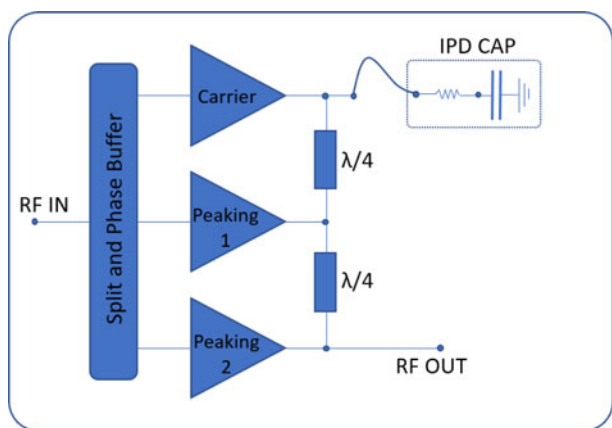 IPD CAP
Carrier
λ/4
RF IN
Split and Phase Buffer
Peaking
1
λ/4
Peaking
2
RF OUT